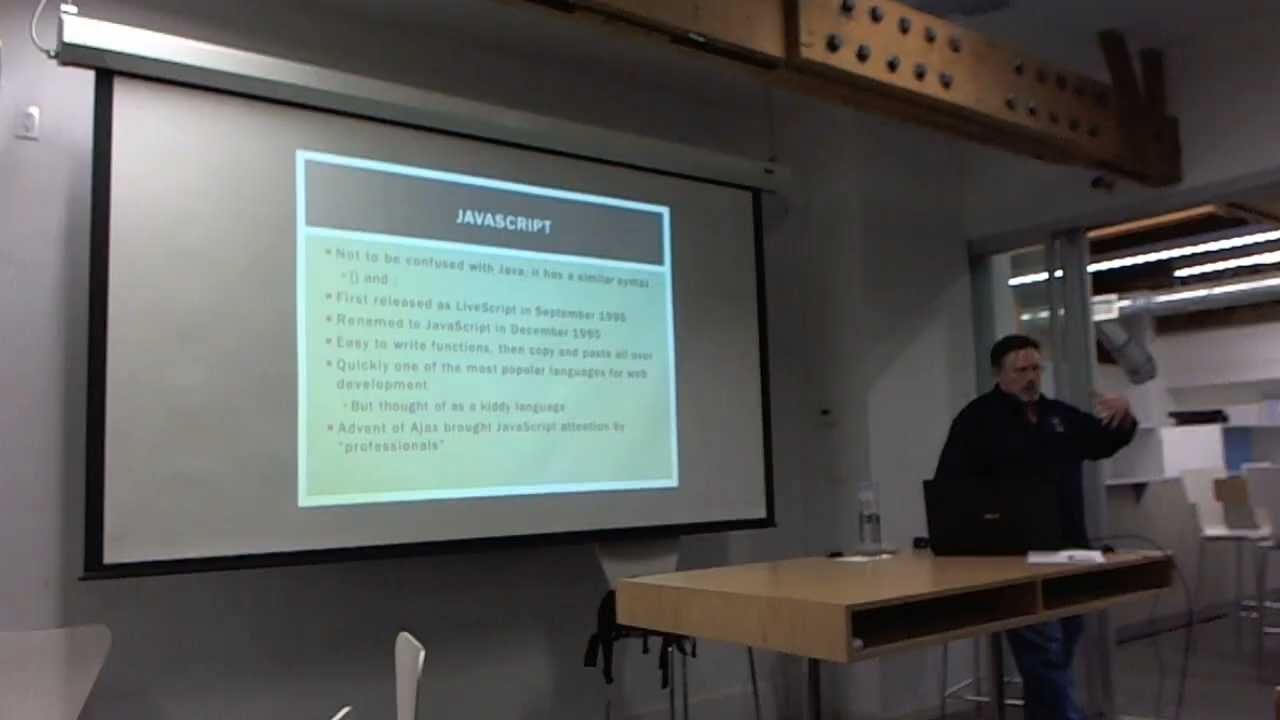 JAVASCRIPT
Not to be confused with Java, it has a similar syntax
() and ;
First released as LiveScript in September 1995
Renamed to JavaScript in December 1995
Easy to write functions, then copy and paste all over
Quickly one of the most popular languages for web
development
But thought of as a kiddy language
Advent of Ajax brought JavaScript attention by
"professionals"